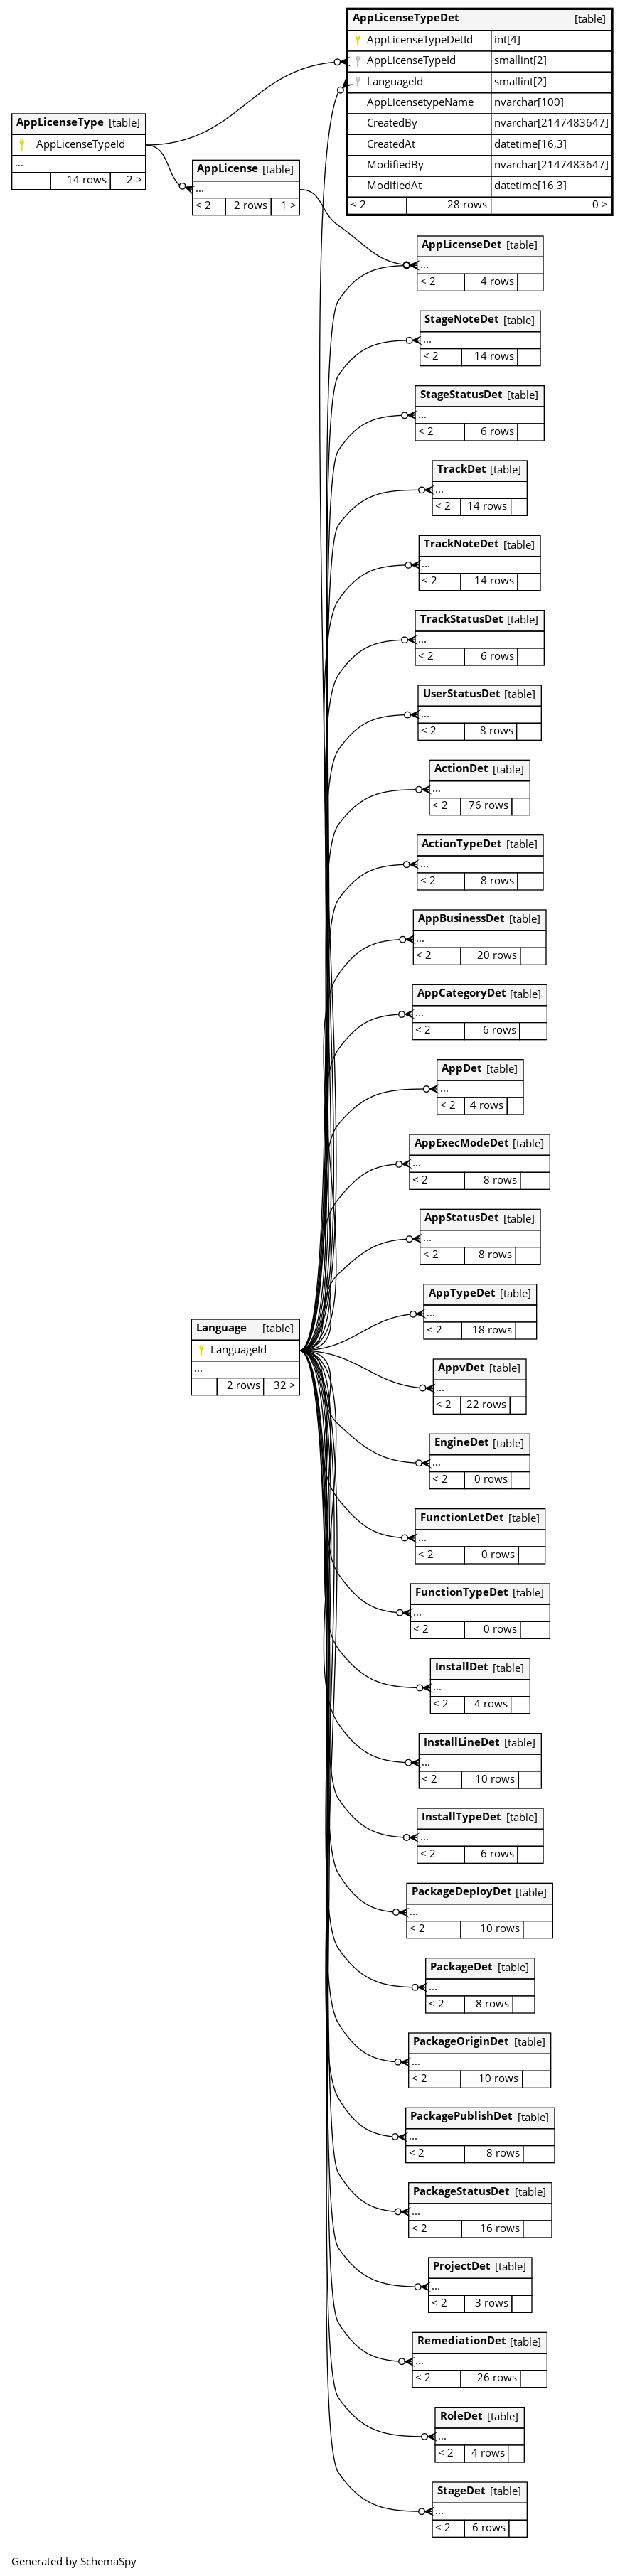 AppLicenseTypeDet [table]
AppLicenseTypeDetId int[4]
AppLicenseTypeId smallint[2]
LanguageId smallint[2]
AppLicensetypeName nvarchar[100]
CreatedBy nvarchar[2147483647]
CreatedAt datetime[16,3]
ModifiedBy nvarchar[2147483647]
ModifiedAt datetime[16,3]
< 2 28 rows 0 >
AppLicenseType [table]
AppLicenseTypeId
...
14 rows 2 >
AppLicense [table]
...
< 2 2 rows 1 >
AppLicenseDet [table]
...
< 2 4 rows
StageNoteDet [table]
...
< 2 14 rows
StageStatusDet [table]
...
< 2 6 rows
TrackDet [table]
...
< 2 14 rows
TrackNoteDet [table]
...
< 2 14 rows
TrackStatusDet [table]
...
< 2 6 rows
UserStatusDet [table]
...
< 2 8 rows
ActionDet [table]
...
< 2 76 rows
ActionTypeDet [table]
...
< 2 8 rows
AppBusinessDet [table]
...
< 2 20 rows
AppCategoryDet [table]
...
< 2 6 rows
AppDet [table]
...
< 2 4 rows
AppExecModeDet [table]
...
< 2 8 rows
AppStatusDet [table]
...
< 2 8 rows
AppTypeDet [table]
...
< 2 18 rows
Language [table]
LanguageId
...
2 rows 32 >
AppvDet [table]
...
< 2 22 rows
EngineDet [table]
...
< 2 0 rows
FunctionLetDet [table]
...
< 2 0 rows
FunctionTypeDet [table]
...
< 2 0 rows
InstallDet [table]
...
< 2 4 rows
InstallLineDet [table]
...
< 2 10 rows
InstallTypeDet [table]
...
< 2 6 rows
PackageDeployDet [table]
...
< 2 10 rows
PackageDet [table]
...
< 2 8 rows
PackageOriginDet [table]
...
< 2 10 rows
PackagePublishDet [table]
...
< 2 8 rows
PackageStatusDet [table]
...
< 2 16 rows
ProjectDet [table]
...
< 2 3 rows
RemediationDet [table]
...
< 2 26 rows
RoleDet [table]
...
< 2 4 rows
StageDet [table]
...
< 2 6 rows
Generated by SchemaSpy